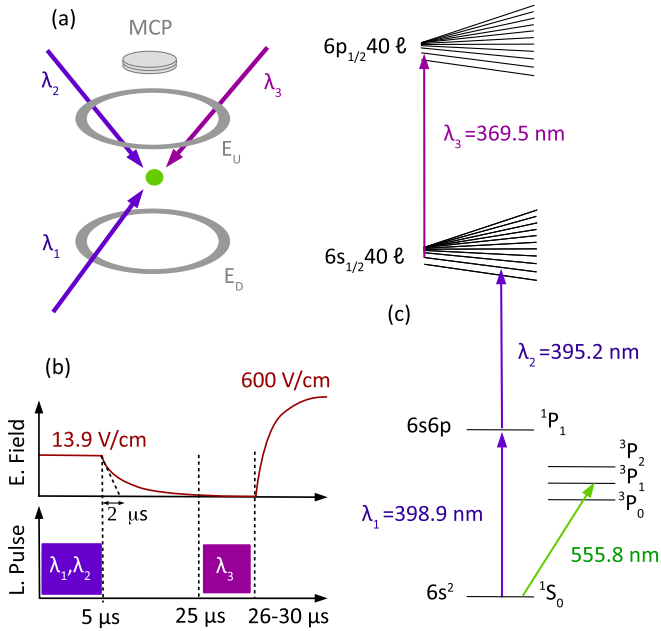 (a)
MCP
λ2
λ3
EU
λ1
ED
(b)
E. Field
13.9 V/cm
600 V/cm
2 μs
L. Pulse
λ1,λ2
λ3
5 μs
25 μs
26-30 μs
6p1/2 40 ℓ
λ3=369.5 nm
6s1/2 40 ℓ
(c)
λ2=395.2 nm
6s6p
1P1
3P2
3P1
3P0
λ1=398.9 nm
555.8 nm
6s2
1S0